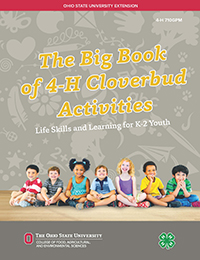 OHIO STATE UNIVERSITY EXTENSION
4-H 710GPM
The Big Book
of 4-H Cloverbud
Activities
Life Skills and Learning for K-2 Youth
THE OHIO STATE UNIVERSITY
COLLEGE OF FOOD, AGRICULTURAL,
AND ENVIRONMENTAL SCIENCES